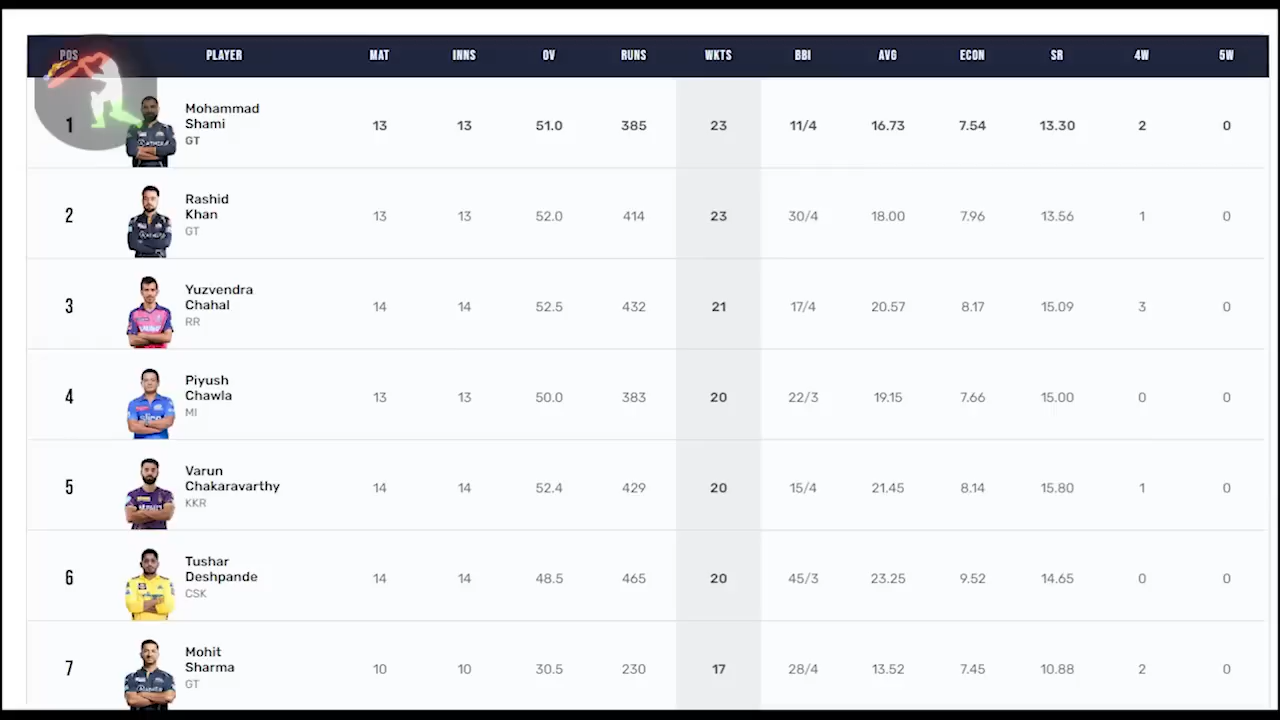 POS PLAYER MAT INNS OV RUNS WKTS BBI AVG ECON SR 4W 5W
Mohammad
1 Shami 13 13 51.0 385 23 11/4 16.73 7.54 13.30 2 0
GT
Rashid
2 Khan 13 13 52.0 414 23 30/4 18.00 7.96 13.56 1 0
GT
Yuzvendra
3 Chahal 14 14 52.5 432 21 17/4 20.57 8.17 15.09 3 0
RR
Piyush
4 Chawla 13 13 50.0 383 20 22/3 19.15 7.66 15.00 0 0
MI
Varun
5 Chakaravarthy 14 14 52.4 429 20 15/4 21.45 8.14 15.80 1 0
KKR
Tushar
6 Deshpande 14 14 48.5 465 20 45/3 23.25 9.52 14.65 0 0
CSK
Mohit
7 Sharma 10 10 30.5 230 17 28/4 13.52 7.45 10.88 2 0
GT